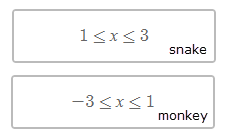 1 ≤ x ≤ 3
snake
−3 ≤ x ≤ 1
monkey